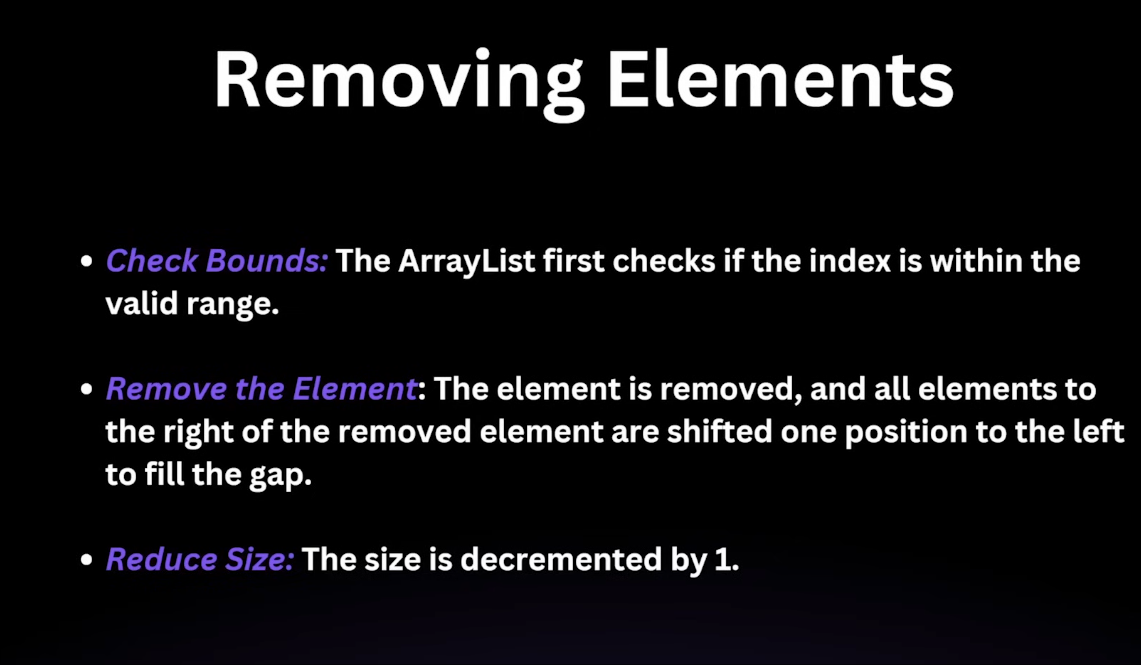 Removing Elements
• Check Bounds: The ArrayList first checks if the index is within the
valid range.
• Remove the Element: The element is removed, and all elements to
the right of the removed element are shifted one position to the left
to fill the gap.
• Reduce Size: The size is decremented by 1.